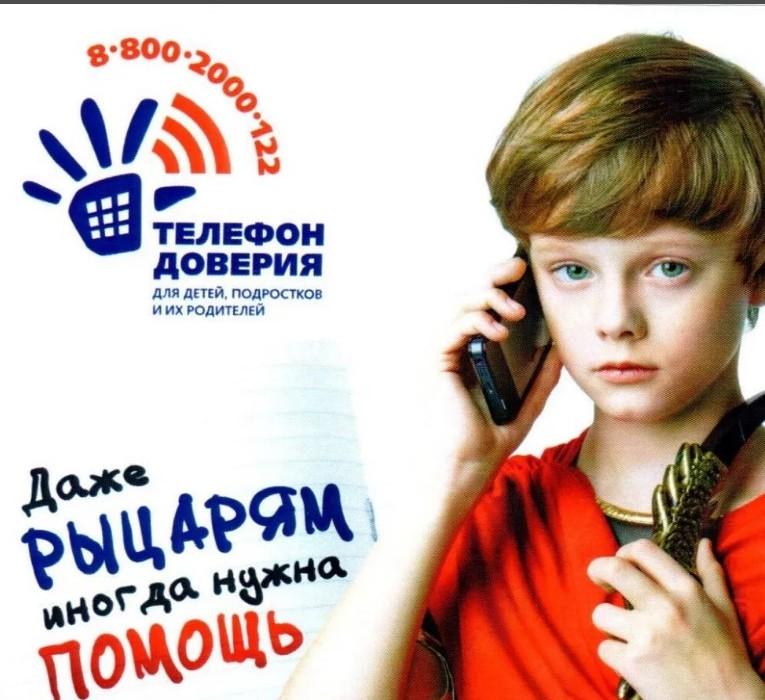 8·800·2000·122
ТЕЛЕФОН
ДОВЕРИЯ
ДЛЯ ДЕТЕЙ, ПОДРОСТКОВ
И ИХ РОДИТЕЛЕЙ
Даже
РЫЦАРЯМ
иногда нужна
ПОМОЩЬ